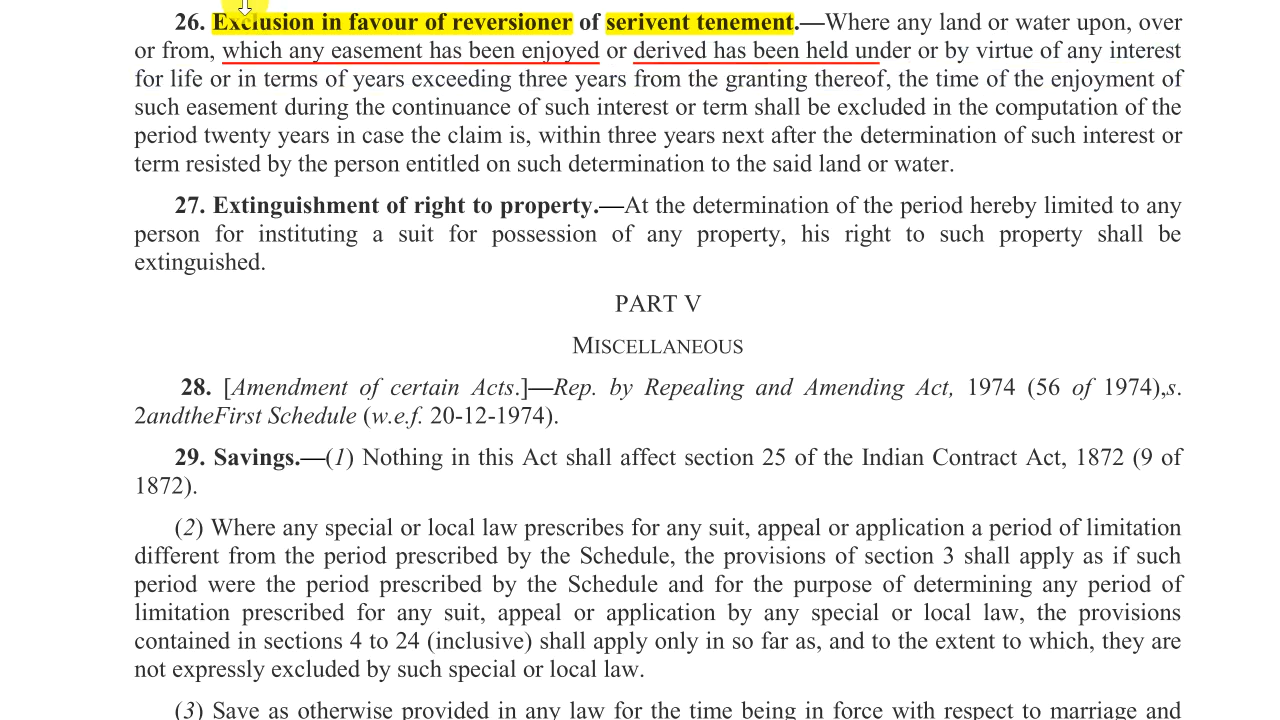 26. Exclusion in favour of reversioner of serivent tenement.—Where any land or water upon, over
or from, which any easement has been enjoyed or derived has been held under or by virtue of any interest
for life or in terms of years exceeding three years from the granting thereof, the time of the enjoyment of
such easement during the continuance of such interest or term shall be excluded in the computation of the
period twenty years in case the claim is, within three years next after the determination of such interest or
term resisted by the person entitled on such determination to the said land or water.
27. Extinguishment of right to property.—At the determination of the period hereby limited to any
person for instituting a suit for possession of any property, his right to such property shall be
extinguished.
PART V
MISCELLANEOUS
28. [Amendment of certain Acts.]—Rep. by Repealing and Amending Act, 1974 (56 of 1974),s.
2andtheFirst Schedule (w.e.f. 20-12-1974).
29. Savings.—(1) Nothing in this Act shall affect section 25 of the Indian Contract Act, 1872 (9 of
1872).
(2) Where any special or local law prescribes for any suit, appeal or application a period of limitation
different from the period prescribed by the Schedule, the provisions of section 3 shall apply as if such
period were the period prescribed by the Schedule and for the purpose of determining any period of
limitation prescribed for any suit, appeal or application by any special or local law, the provisions
contained in sections 4 to 24 (inclusive) shall apply only in so far as, and to the extent to which, they are
not expressly excluded by such special or local law.
(3) Save as otherwise provided in any law for the time being in force with respect to marriage and